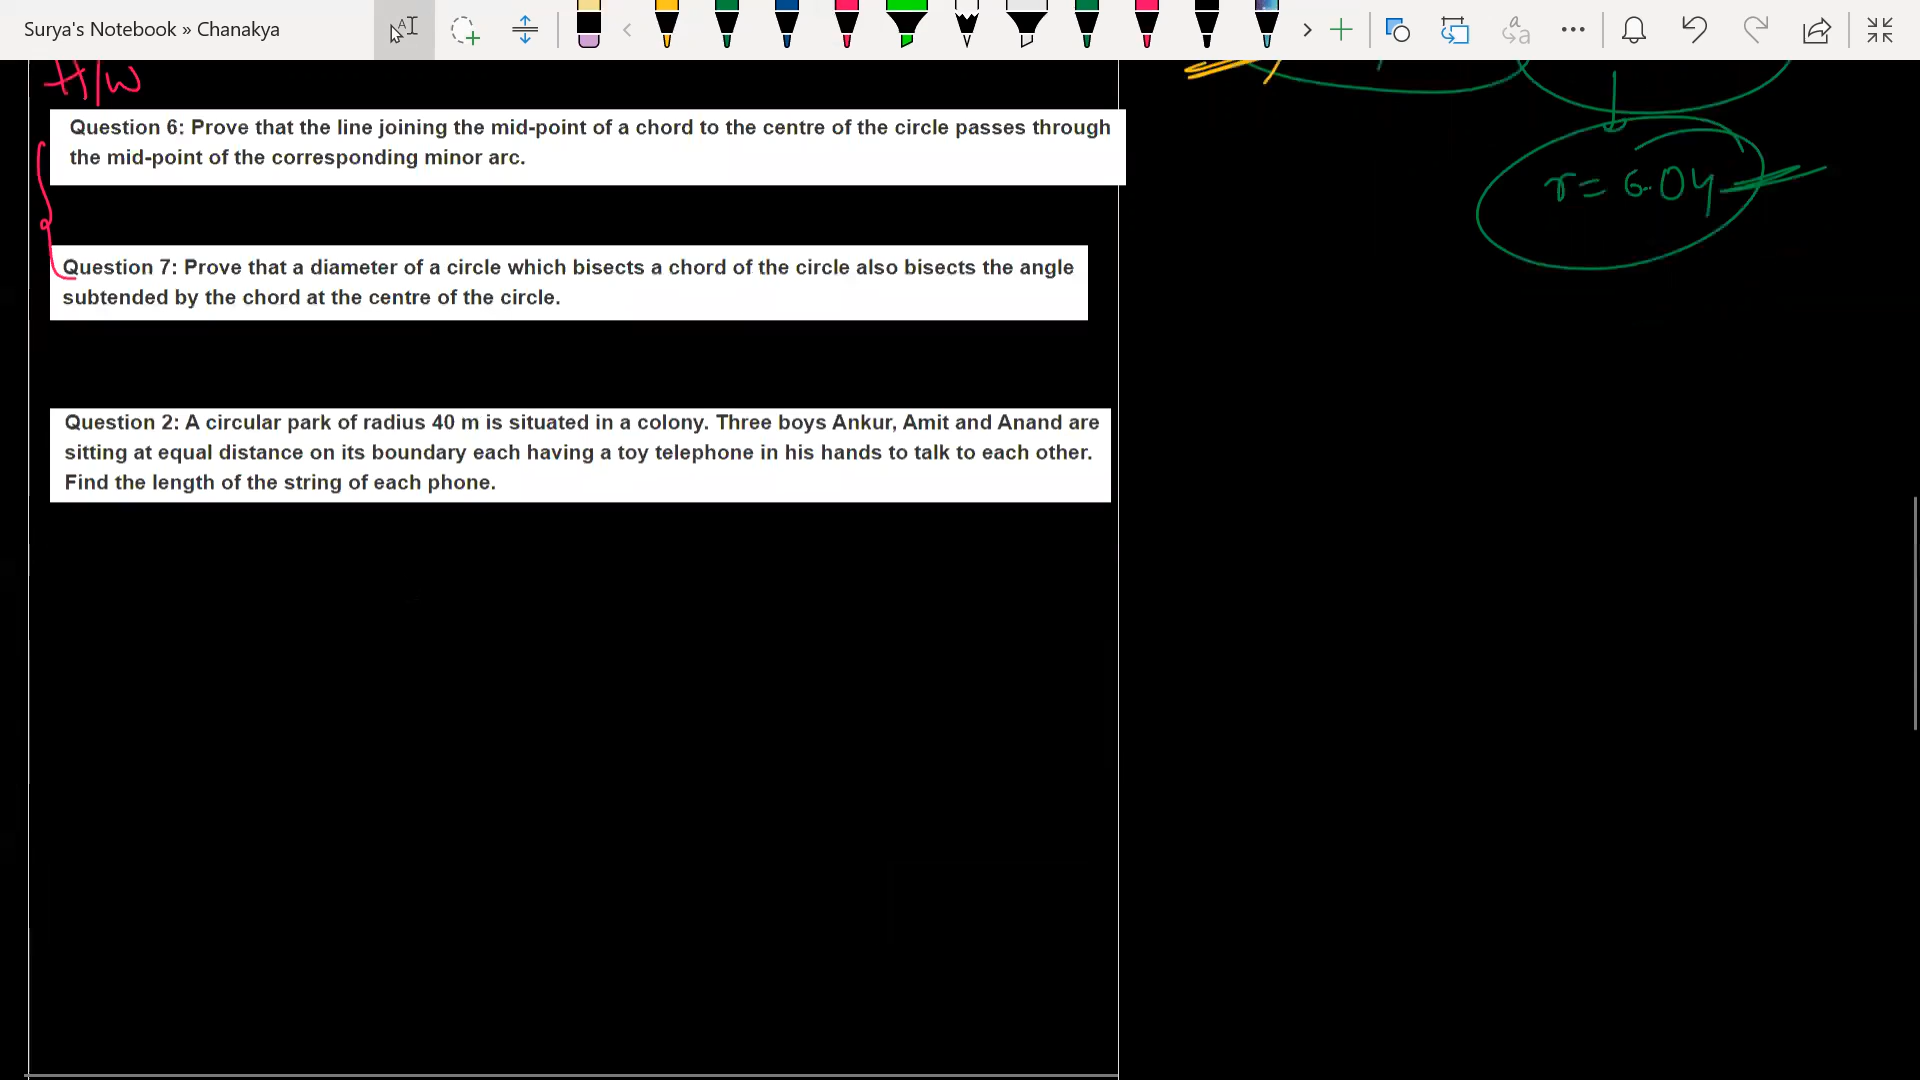 Surya's Notebook » Chanakya
H/W
Question 6: Prove that the line joining the mid-point of a chord to the centre of the circle passes through
the mid-point of the corresponding minor arc.
r = 6.04
Question 7: Prove that a diameter of a circle which bisects a chord of the circle also bisects the angle
subtended by the chord at the centre of the circle.
Question 2: A circular park of radius 40 m is situated in a colony. Three boys Ankur, Amit and Anand are
sitting at equal distance on its boundary each having a toy telephone in his hands to talk to each other.
Find the length of the string of each phone.